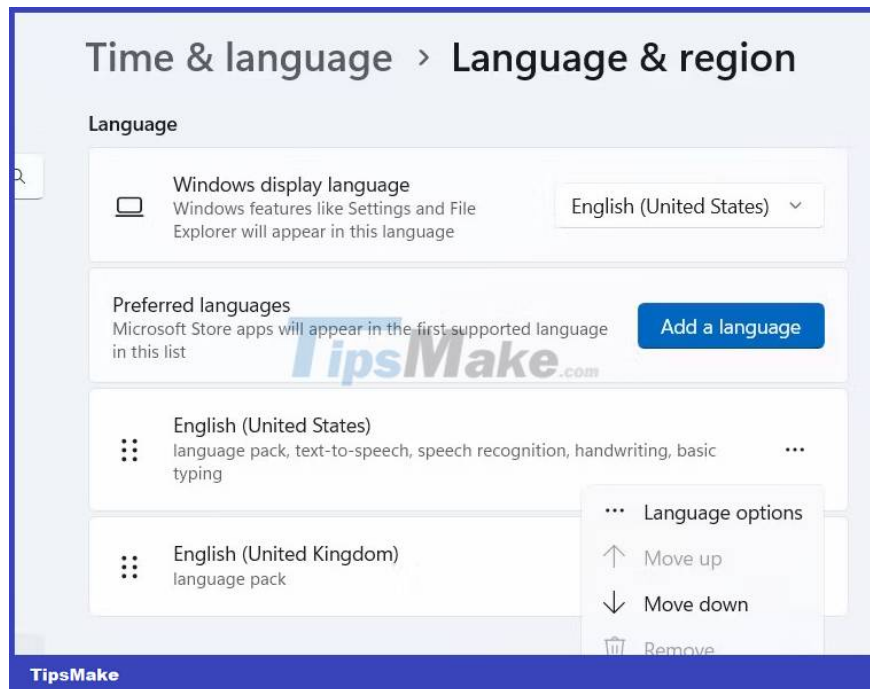 Time & language > Language & region
Language
Windows display language
Windows features like Settings and File
Explorer will appear in this language
English (United States)
Preferred languages
Microsoft Store apps will appear in the first supported language
in this list
Add a language
TipsMake.com
English (United States)
language pack, text-to-speech, speech recognition, handwriting, basic
typing
Language options
Move up
Move down
Remove
English (United Kingdom)
language pack
TipsMake